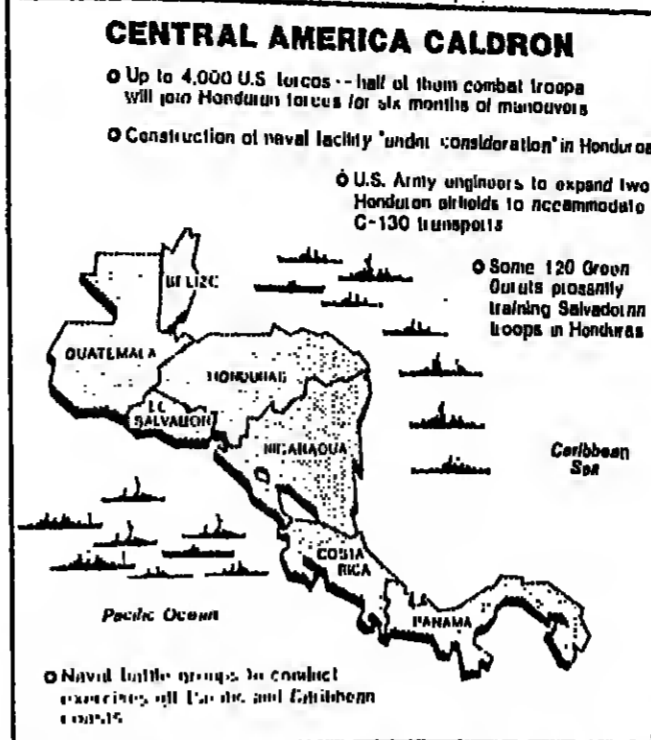 CENTRAL AMERICA CALDRON
Up to 4,000 U.S. forces -- half of them combat troops
will join Honduran forces for six months of manouvors
Construction of naval facility "under consideration" in Honduras
U.S. Army engineers to expand two
Honduran airfields to accommodate
C-130 transports
Some 120 Green
Berets presently
training Salvadoran
troops in Honduras
BELIZE
GUATEMALA
HONDURAS
EL
SALVADOR
NICARAGUA
Caribbean
Sea
COSTA
RICA
Pacific Ocean
PANAMA
Naval battle groups to conduct
exercises off Pacific and Caribbean
coasts